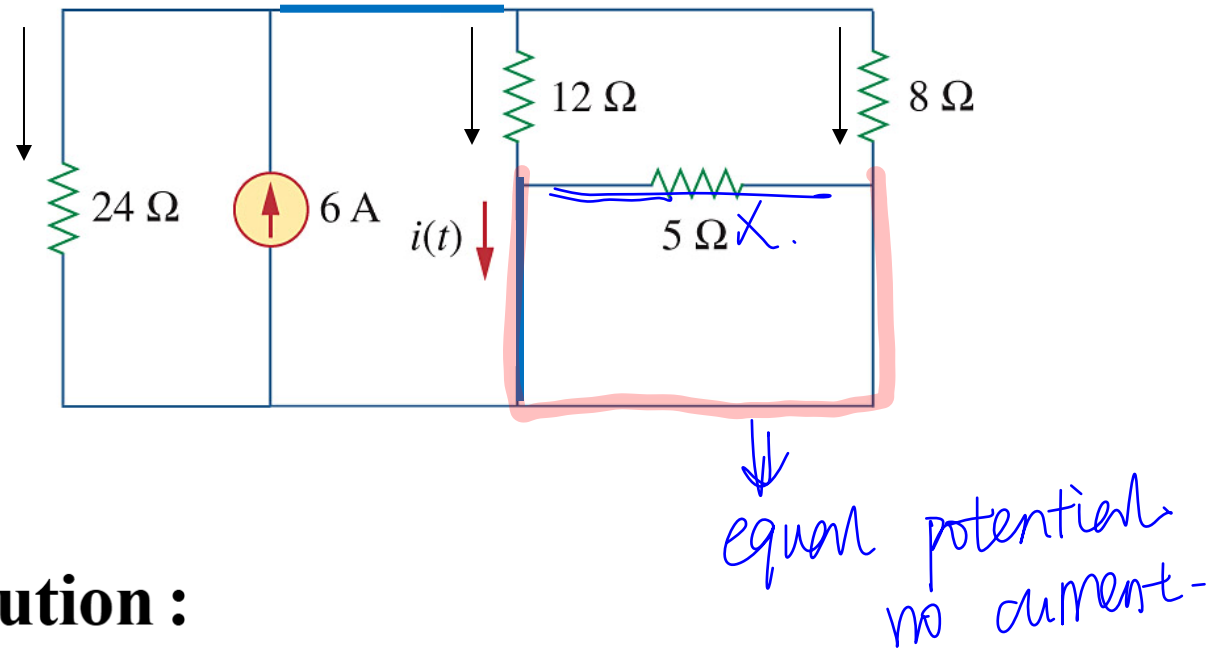 12 Ω
8 Ω
24 Ω
6 A
i(t)
5 Ω X.
equal potential.
no current-
ution :